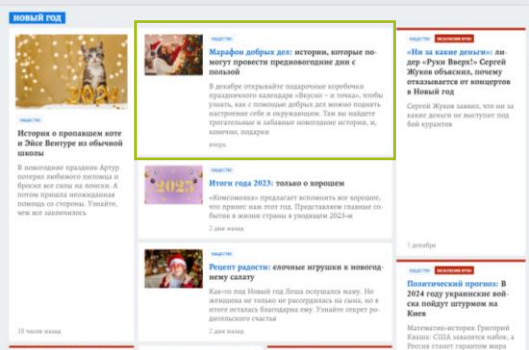 НОВЫЙ ГОД
ОБЩЕСТВО
История о пропавшем коте
и Эйсе Вентуре из обычной
школы
В новогодние праздники Артур
потерял любимого питомца и
бросил все силы на поиски. А
потом пришла неожиданная
помощь со стороны. Узнайте,
чем все закончилось
18 часов назад
ОБЩЕСТВО
Марафон добрых дел: истории, которые по-
могут провести предновогодние дни с
пользой
В декабре открывайте подарочные коробочки
праздничного календаря «Вкусно – и точка», чтобы
узнать, как с помощью добрых дел можно поднять
настроение себе и окружающим. Там вы найдете
трогательные и забавные новогодние истории, и,
конечно, подарки
вчера
2023
ОБЩЕСТВО
Итоги года 2023: только о хорошем
«Комсомолка» предлагает вспомнить все хорошее,
что принес нам этот год. Представляем главные со-
бытия в жизни страны в уходящем 2023-м
2 дня назад
ОБЩЕСТВО
Рецепт радости: елочные игрушки к новогод-
нему салату
Как-то под Новый год Леша ослушался маму. Но
женщина не только не рассердилась на сына, но в
итоге осталась благодарна ему. Узнайте секрет ро-
дительского счастья
2 дня назад
ОБЩЕСТВО ЭКСКЛЮЗИВ КП
«Ни за какие деньги»: ли-
дер «Руки Вверх!» Сергей
Жуков объяснил, почему
отказывается от концертов
в Новый год
Сергей Жуков заявил, что ни за
какие деньги не выступит под
бой курантов
1 декабря
ОБЩЕСТВО ЭКСКЛЮЗИВ КП
Политический прогноз: В
2024 году украинские вой-
ска пойдут штурмом на
Киев
Математик-историк Григорий
Кваша: США завалятся набок, а
Россия станет гарантом мира